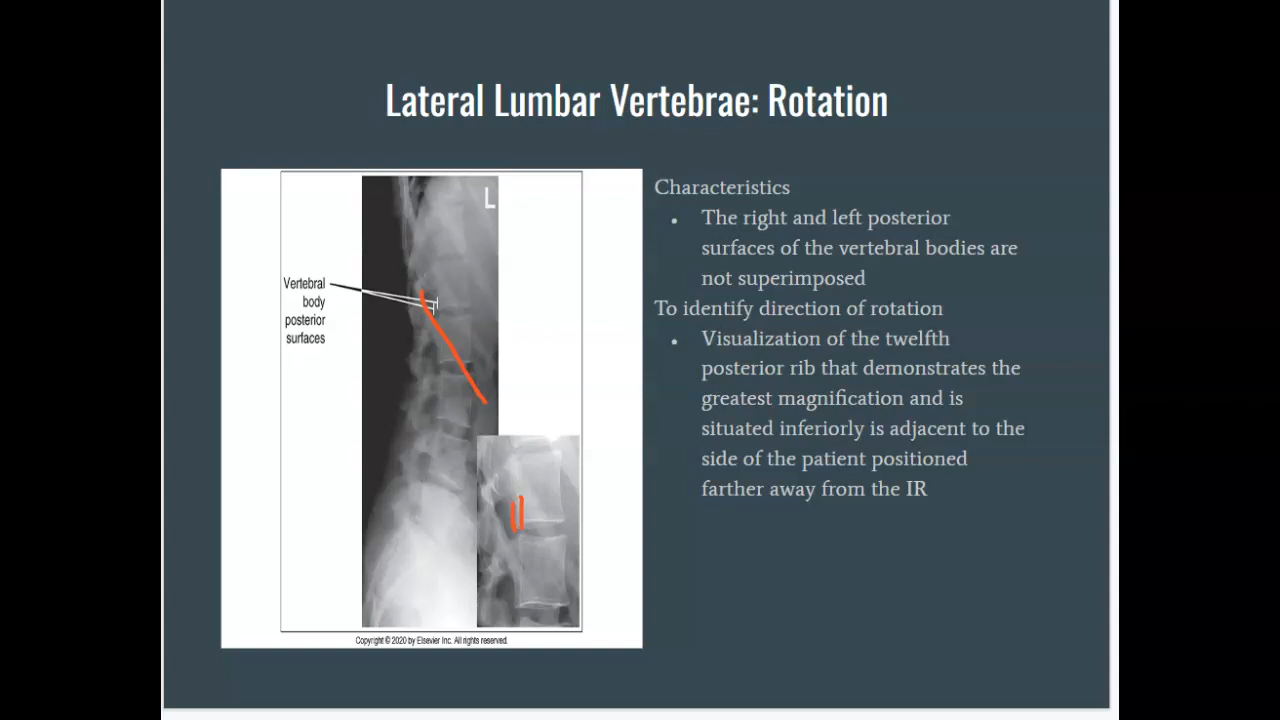 Lateral Lumbar Vertebrae: Rotation
L
Vertebral
body
posterior
surfaces
Copyright © 2020 by Elsevier Inc. All rights reserved.
Characteristics
• The right and left posterior
surfaces of the vertebral bodies are
not superimposed
To identify direction of rotation
• Visualization of the twelfth
posterior rib that demonstrates the
greatest magnification and is
situated inferiorly is adjacent to the
side of the patient positioned
farther away from the IR